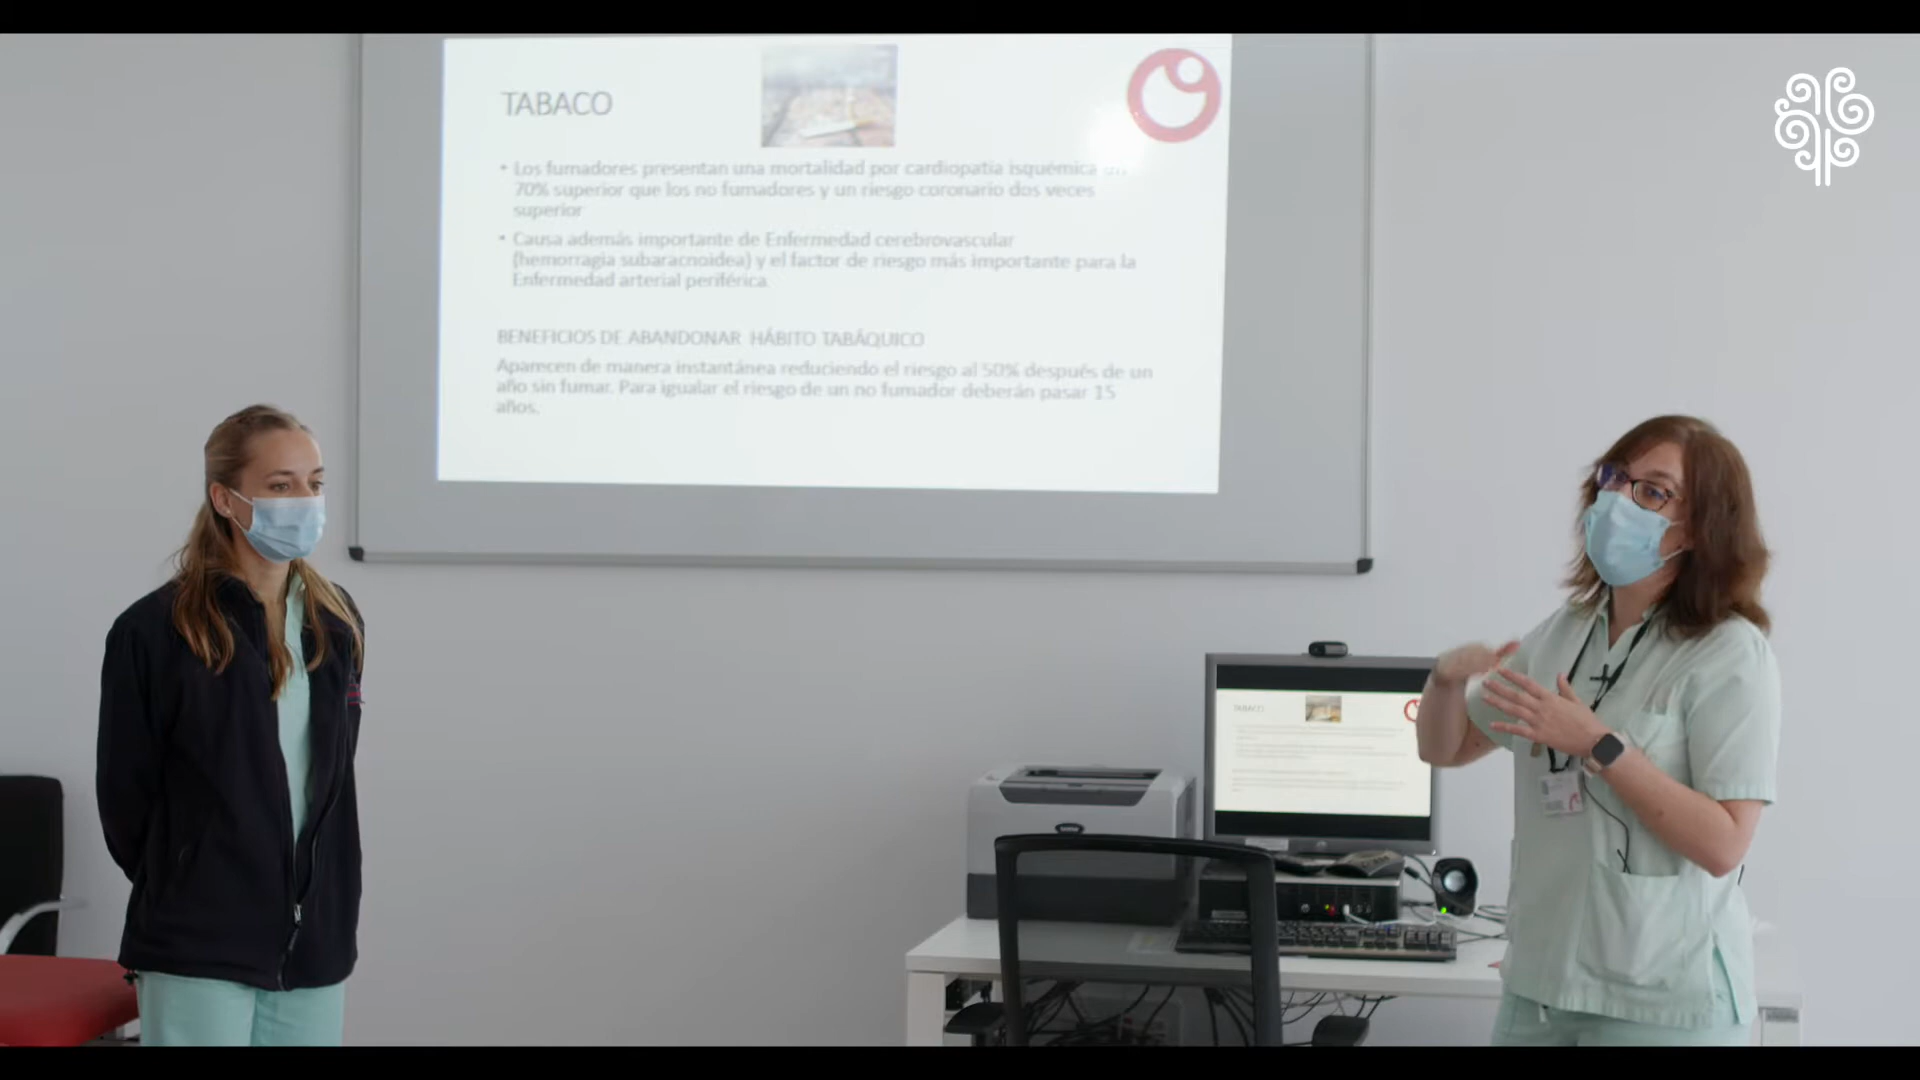 TABACO
• Los fumadores presentan una mortalidad por cardiopatía isquémica un
70% superior que los no fumadores y un riesgo coronario dos veces
superior
• Causa además importante de Enfermedad cerebrovascular
(hemorragia subaracnoidea) y el factor de riesgo más importante para la
Enfermedad arterial periférica.
BENEFICIOS DE ABANDONAR HÁBITO TABÁQUICO
Aparecen de manera instantánea reduciendo el riesgo al 50% después de un
año sin fumar. Para igualar el riesgo de un no fumador deberán pasar 15
años.
TABACO